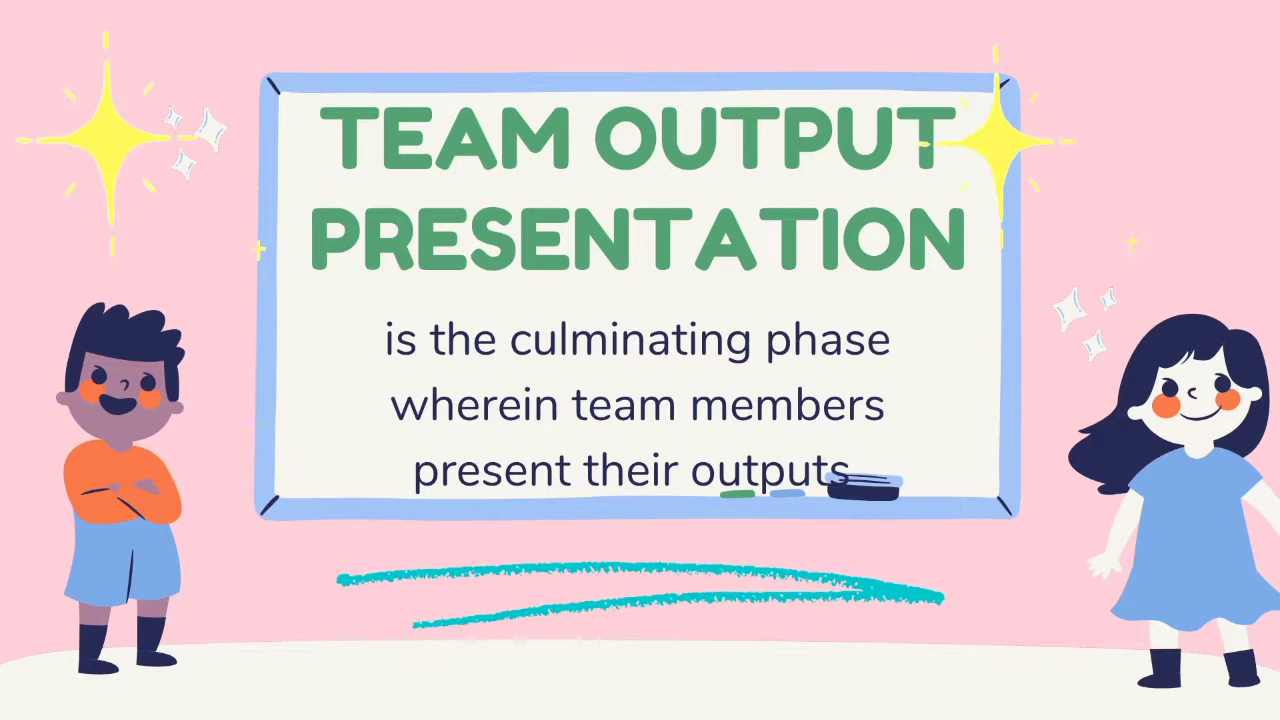 TEAM OUTPUT
PRESENTATION
is the culminating phase
wherein team members
present their outputs